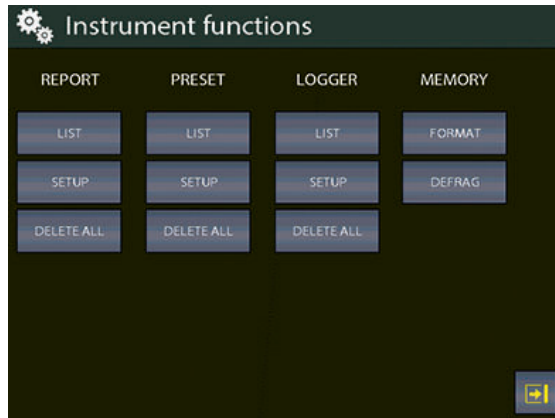 Instrument functions
REPORT PRESET LOGGER MEMORY
LIST LIST LIST FORMAT
SETUP SETUP SETUP DEFRAG
DELETE ALL DELETE ALL DELETE ALL